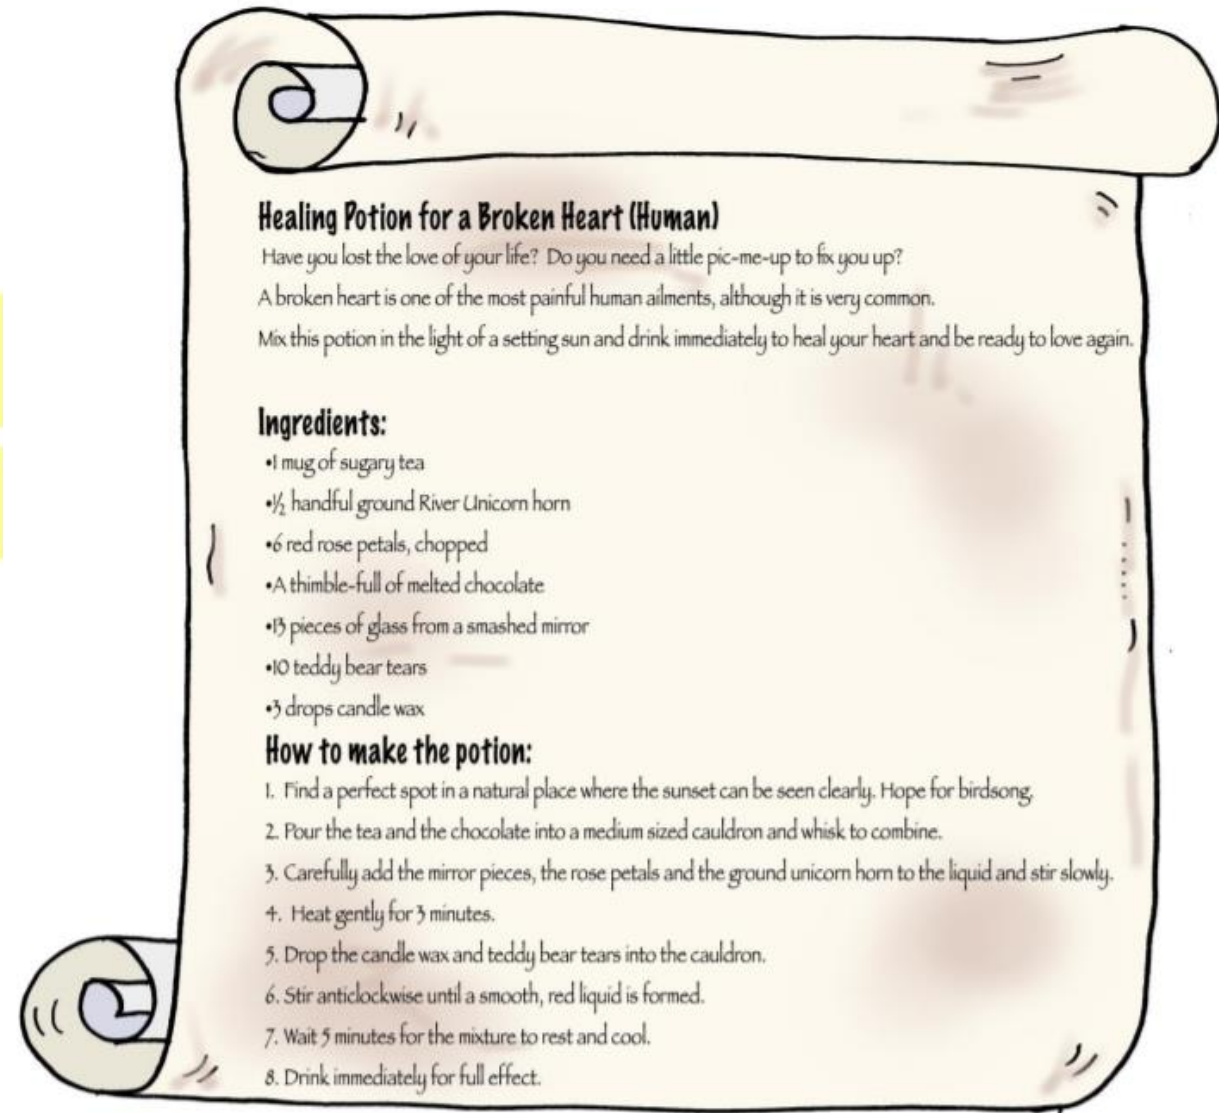 Healing Potion for a Broken Heart (Human)
Have you lost the love of your life? Do you need a little pic-me-up to fix you up?
A broken heart is one of the most painful human ailments, although it is very common.
Mix this potion in the light of a setting sun and drink immediately to heal your heart and be ready to love again.
Ingredients:
•1 mug of sugary tea
•½ handful ground River Unicorn horn
•6 red rose petals, chopped
•A thimble-full of melted chocolate
•13 pieces of glass from a smashed mirror
•10 teddy bear tears
•3 drops candle wax
How to make the potion:
1. Find a perfect spot in a natural place where the sunset can be seen clearly. Hope for birdsong.
2. Pour the tea and the chocolate into a medium sized cauldron and whisk to combine.
3. Carefully add the mirror pieces, the rose petals and the ground unicorn horn to the liquid and stir slowly.
4. Heat gently for 3 minutes.
5. Drop the candle wax and teddy bear tears into the cauldron.
6. Stir anticlockwise until a smooth, red liquid is formed.
7. Wait 5 minutes for the mixture to rest and cool.
8. Drink immediately for full effect.